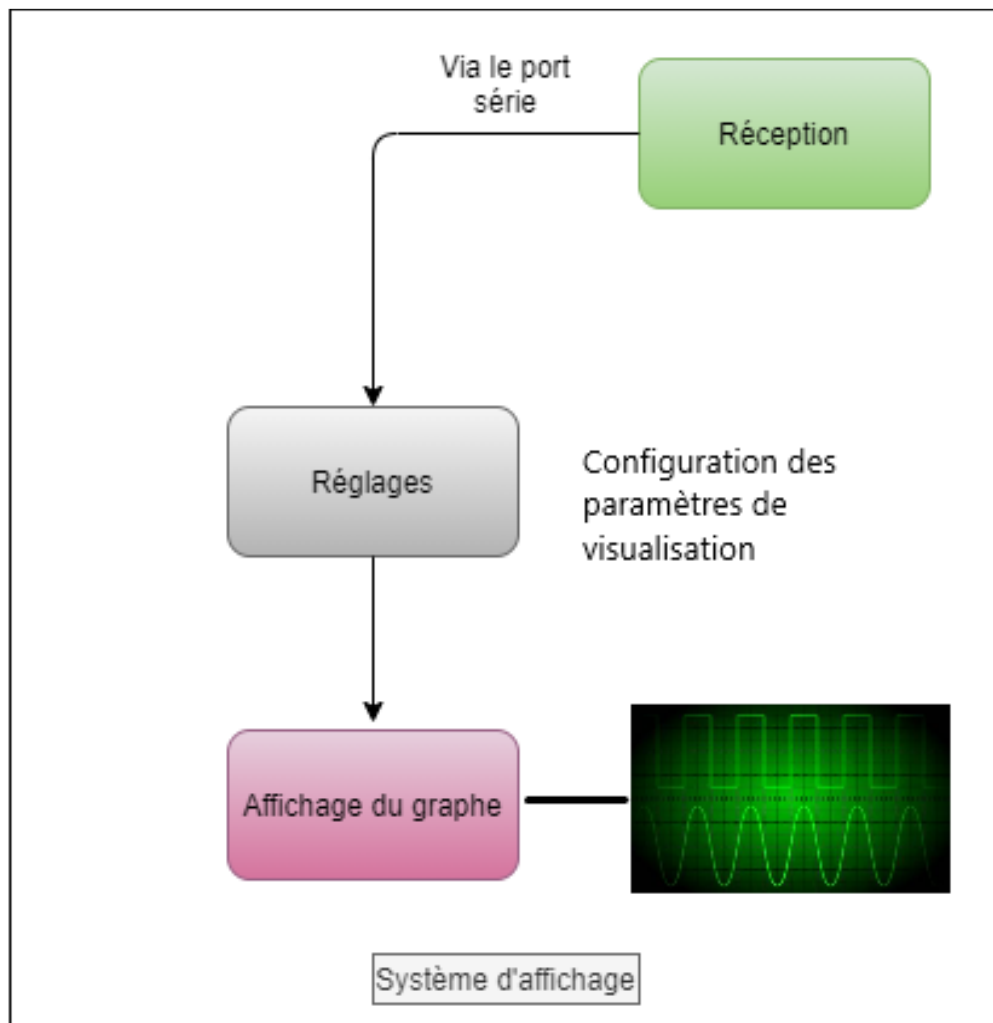 Via le port
série
Réception
Réglages
Configuration des
paramètres de
visualisation
Affichage du graphe
Système d'affichage